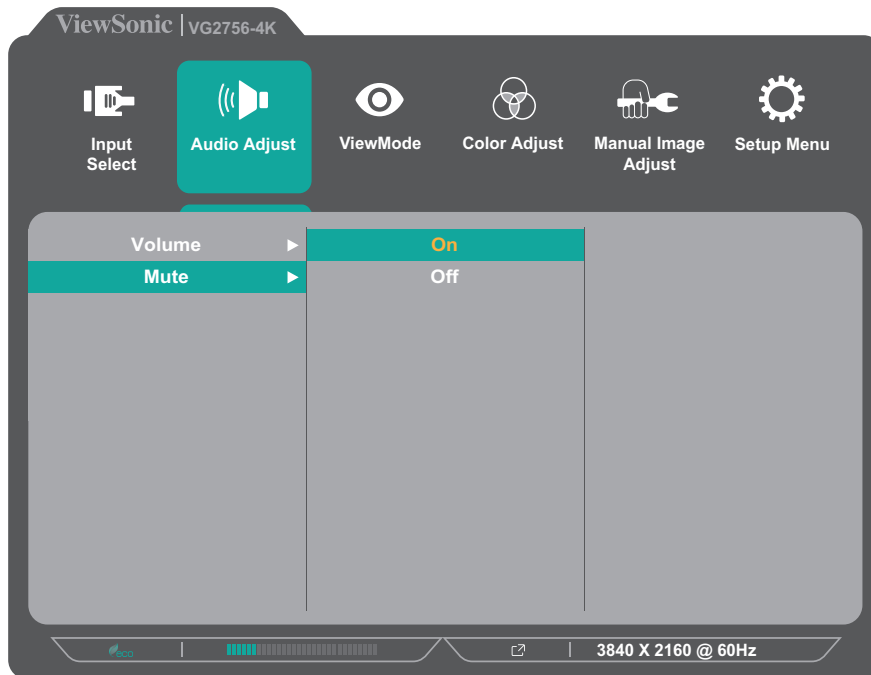 ViewSonic | VG2756-4K
Input Select
Audio Adjust
ViewMode
Color Adjust
Manual Image Adjust
Setup Menu
Volume
On
Mute
Off
eco
3840 X 2160 @ 60Hz